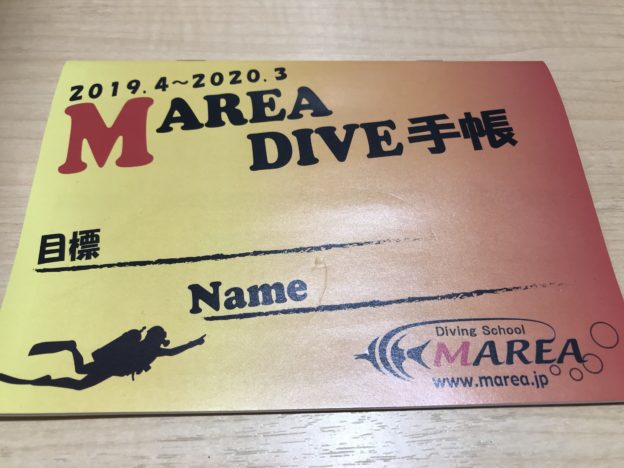 2019.4~2020.3
MAREA
DIVE手帳
目標
Name
Diving School
MAREA
www.marea.jp